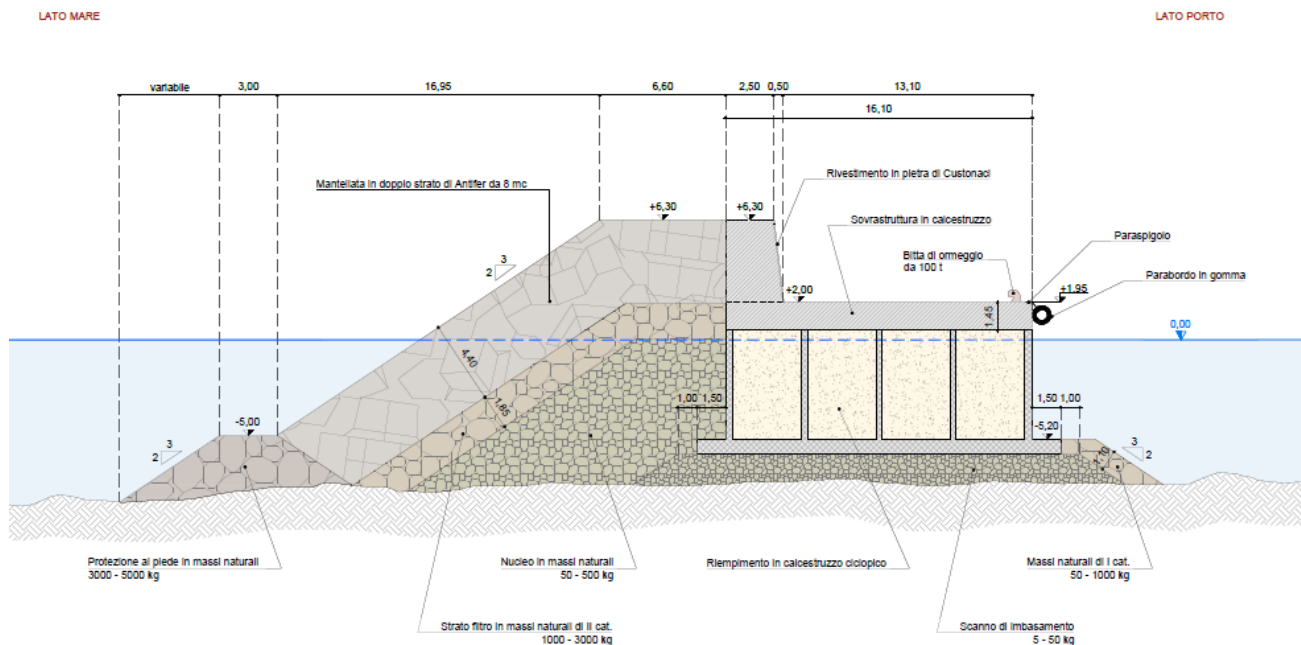 LATO MARE
LATO PORTO
variabile
3,00
16,95
6,60
2,50
0,50
13,10
16,10
Rivestimento in pietra di Custonaci
Mantellata in doppio strato di Antifer da 8 mc
+6,30
+6,30
Sovrastruttura in calcestruzzo
Paraspigolo
Bitta di ormeggio
da 100 t
Parabordo in gomma
3
2
+2,00
+1,95
1,45
0,00
4,40
1,85
1,00
1,50
1,50
1,00
-5,00
-5,20
3
2
3
2
1,10
Protezione al piede in massi naturali
3000 - 5000 kg
Nucleo in massi naturali
50 - 500 kg
Riempimento in calcestruzzo ciclopico
Massi naturali di I cat.
50 - 1000 kg
Strato filtro in massi naturali di II cat.
1000 - 3000 kg
Scanno di imbasamento
5 - 50 kg